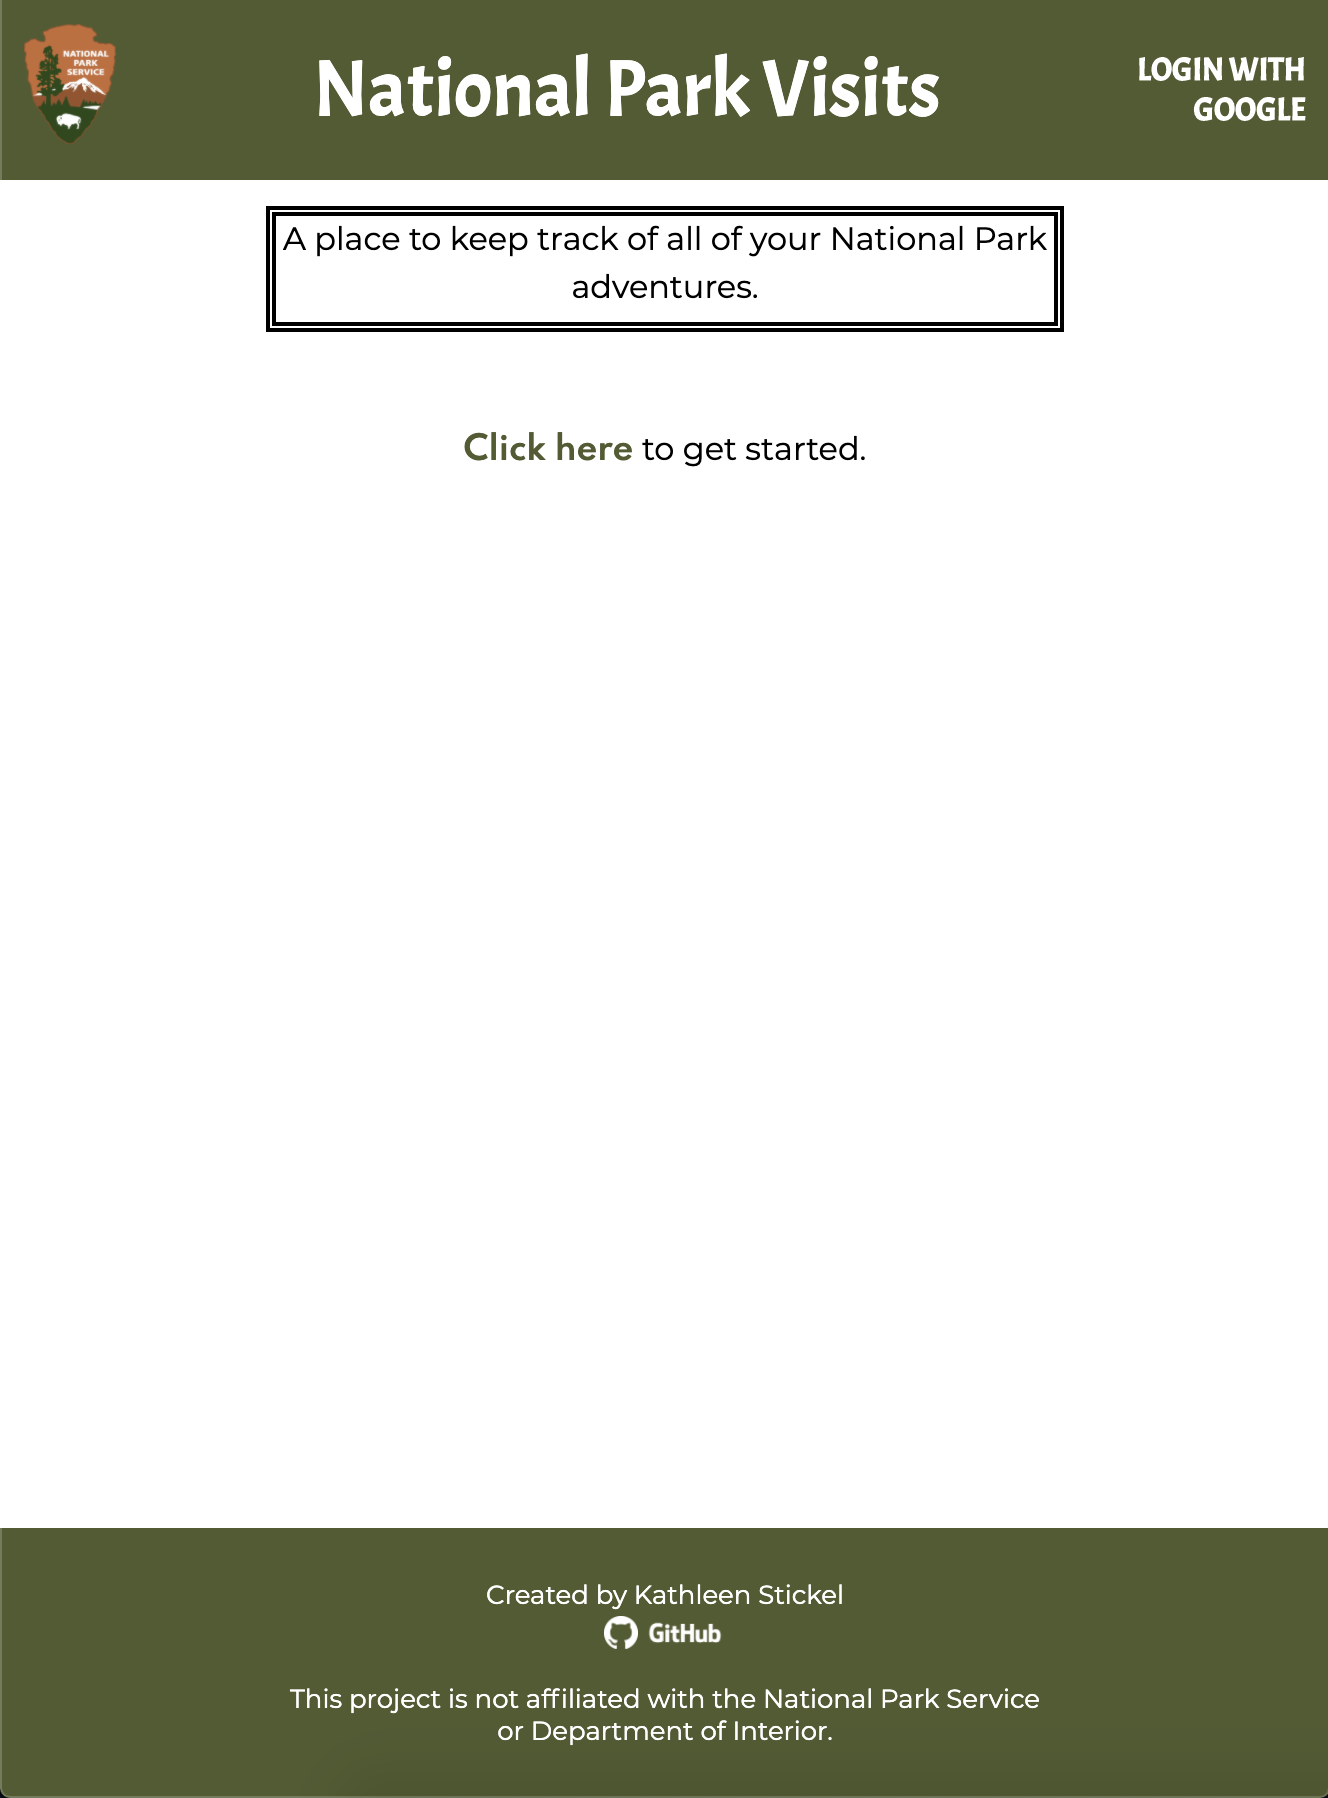 NATIONAL
PARK
SERVICE
National Park Visits
LOGIN WITH
GOOGLE
A place to keep track of all of your National Park
adventures.
Click here to get started.
Created by Kathleen Stickel
GitHub
This project is not affiliated with the National Park Service
or Department of Interior.